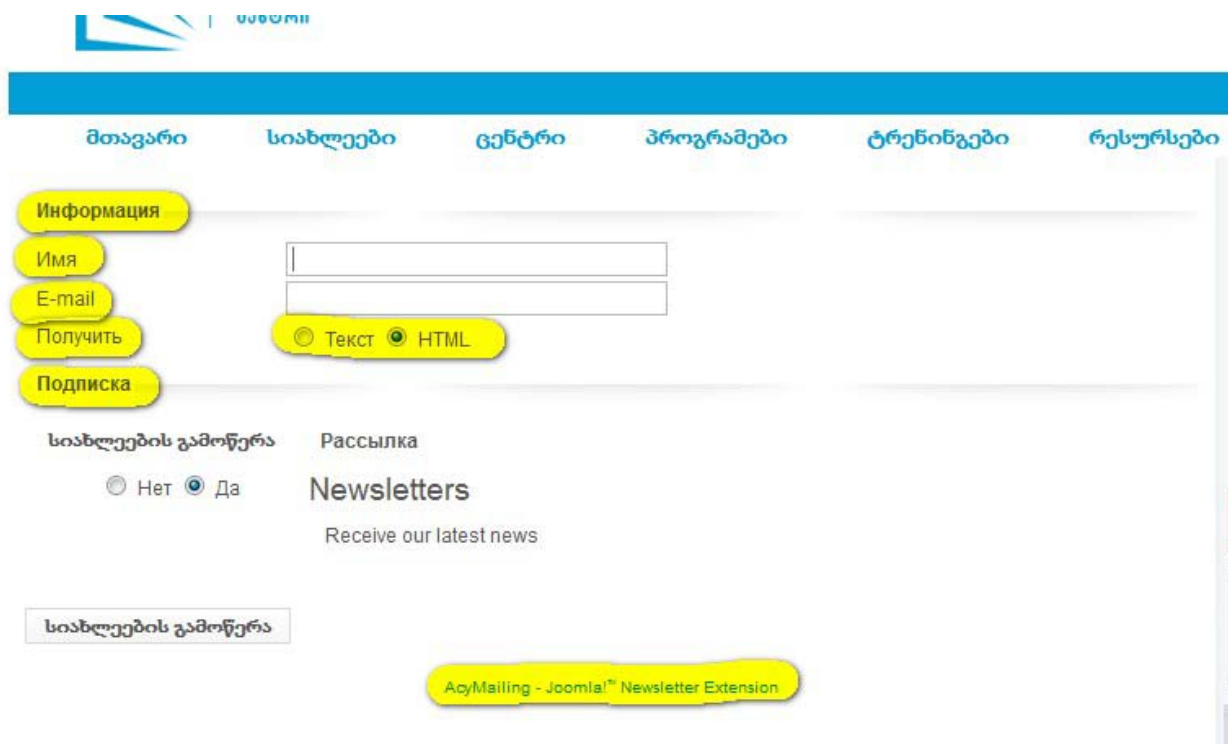 მთავარი სიახლეები ცენტრი პროგრამები ტრენინგები რესურსები
Информация
Имя
E-mail
Получить Текст HTML
Подписка
სიახლეების გამოწერა Рассылка
Нет Да Newsletters
Receive our latest news
სიახლეების გამოწერა
AcyMailing - Joomla!™ Newsletter Extension